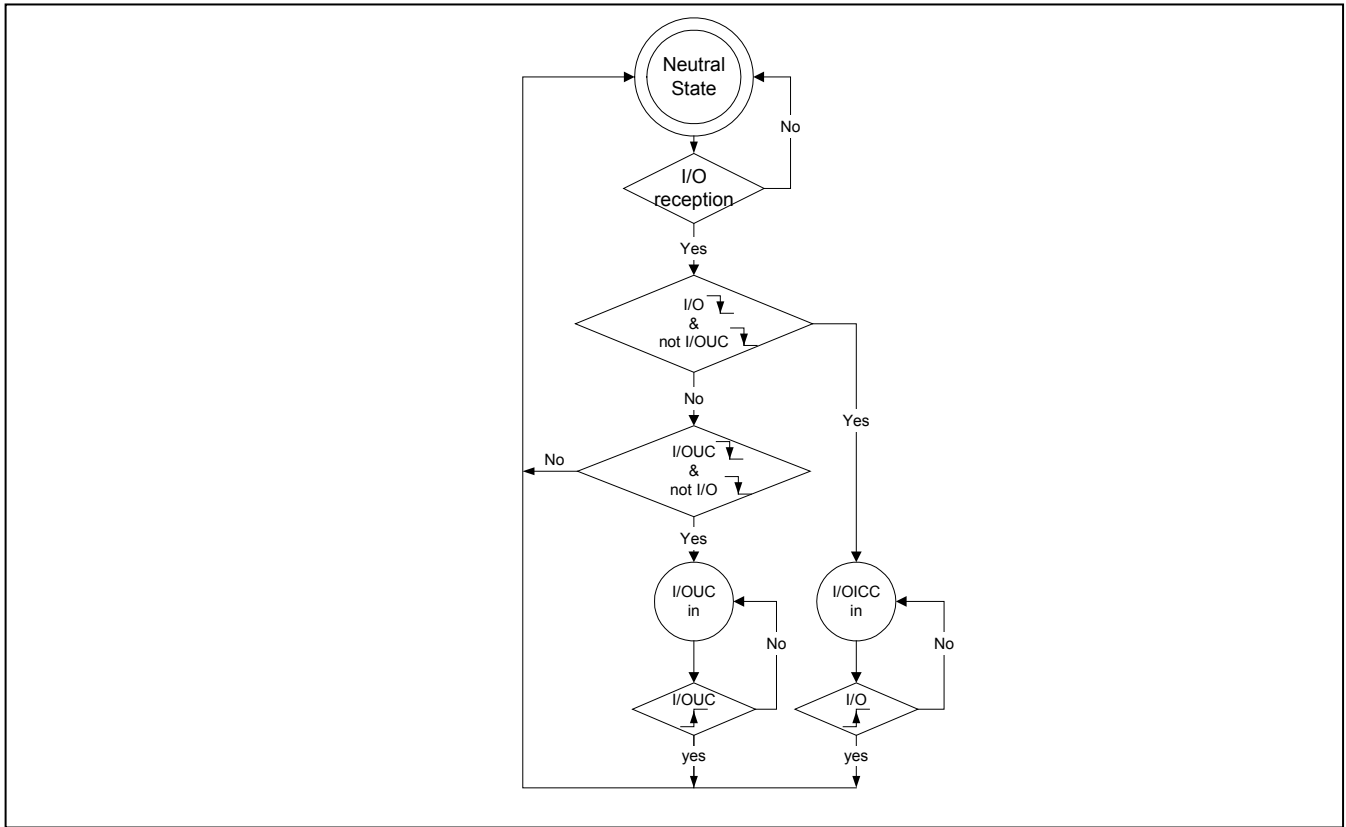 Neutral
State
No
I/O
reception
Yes
I/O
&
not I/OUC
No
Yes
I/OUC
&
not I/O
No
Yes
I/OUC
in
I/OICC
in
No
No
I/OUC
I/O
yes
yes